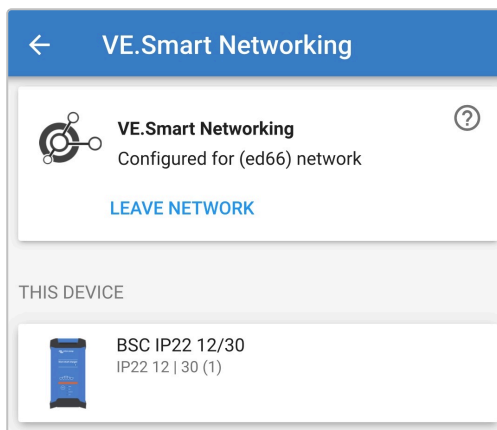 VE.Smart Networking
VE.Smart Networking
Configured for (ed66) network
LEAVE NETWORK
THIS DEVICE
BSC IP22 12/30
IP22 12 | 30 (1)